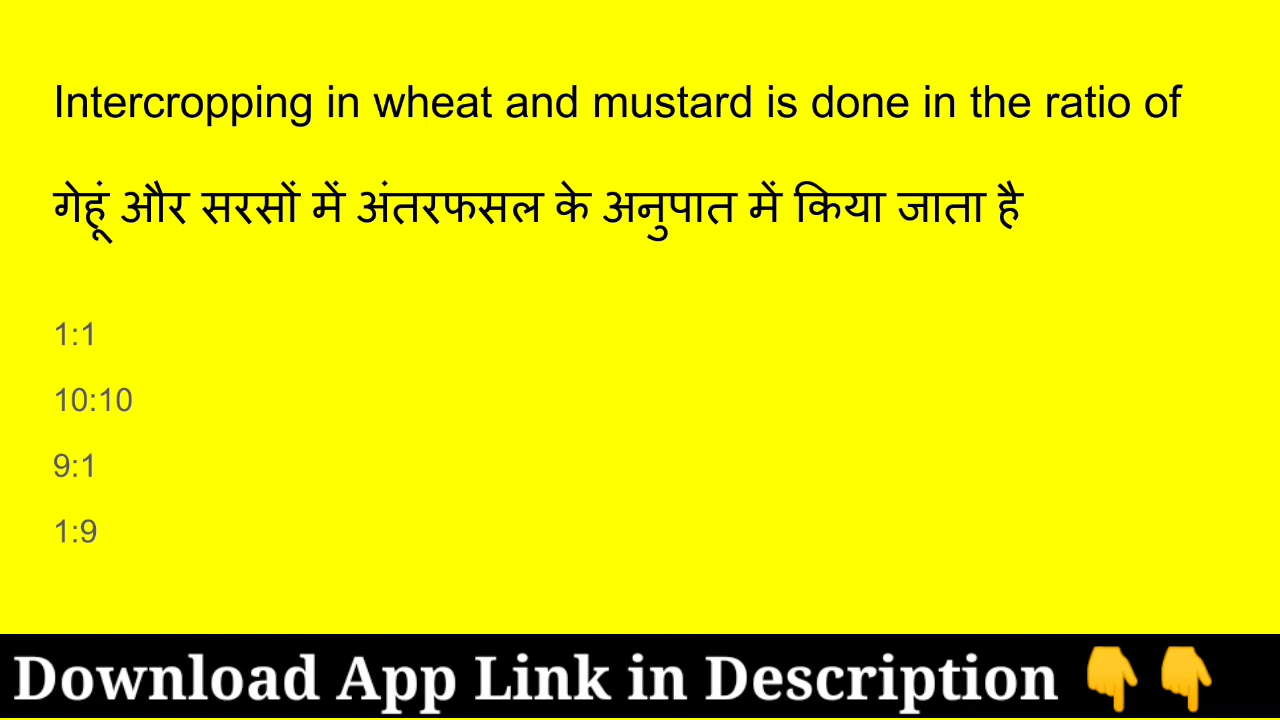 Intercropping in wheat and mustard is done in the ratio of
गेहूं और सरसों में अंतरफसल के अनुपात में किया जाता है
1:1
10:10
9:1
1:9
Download App Link in Description 👇👇